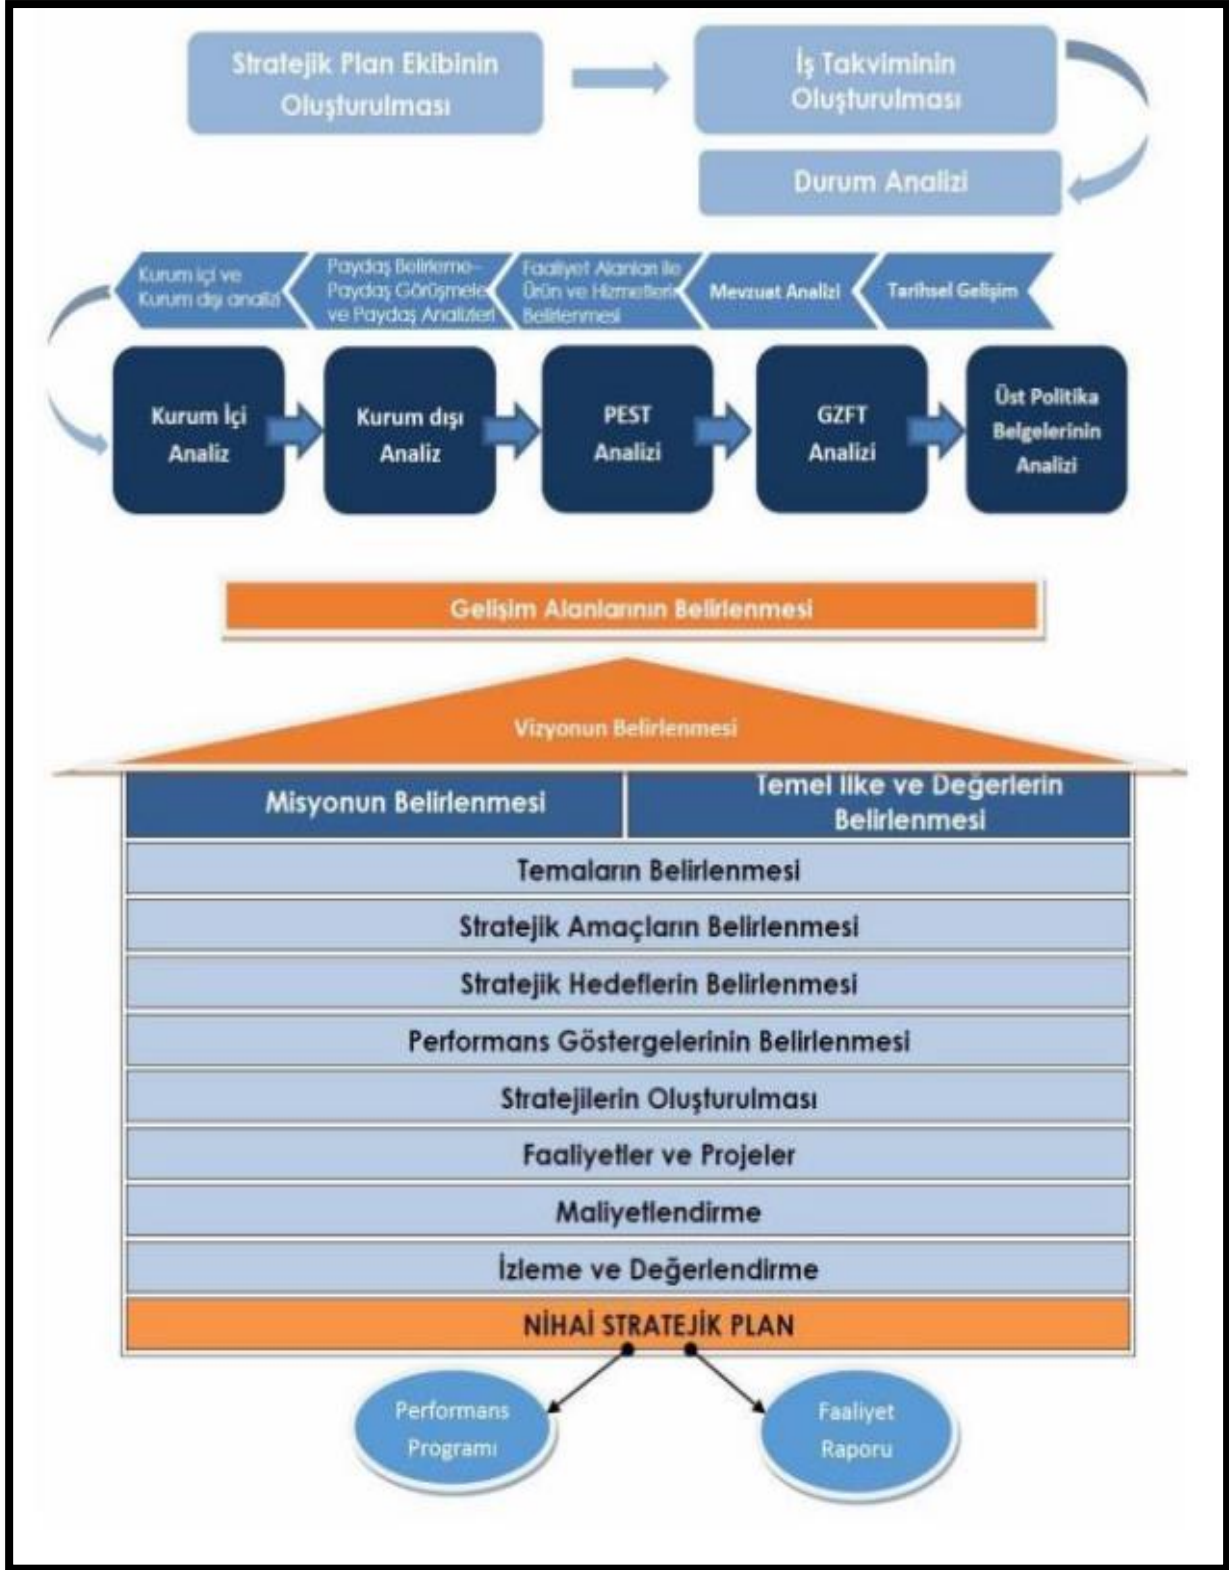 Stratejik Plan Ekibinin
Oluşturulması
İş Takviminin
Oluşturulması
Durum Analizi
Kurum içi ve
Kurum dışı analizi
Paydaş Belirleme–
Paydaş Görüşmele
ve Paydaş Analizleri
Faaliyet Alanları ile
Ürün ve Hizmetlerin
Belirlenmesi
Mevzuat Analizi
Tarihsel Gelişim
Kurum İçi
Analiz
Kurum dışı
Analiz
PEST
Analizi
GZFT
Analizi
Üst Politika
Belgelerinin
Analizi
Gelişim Alanlarının Belirlenmesi
Vizyonun Belirlenmesi
Misyonun Belirlenmesi
Temel İlke ve Değerlerin
Belirlenmesi
Temaların Belirlenmesi
Stratejik Amaçların Belirlenmesi
Stratejik Hedeflerin Belirlenmesi
Performans Göstergelerinin Belirlenmesi
Stratejilerin Oluşturulması
Faaliyetler ve Projeler
Maliyetlendirme
İzleme ve Değerlendirme
NİHAİ STRATEJİK PLAN
Performans
Programı
Faaliyet
Raporu